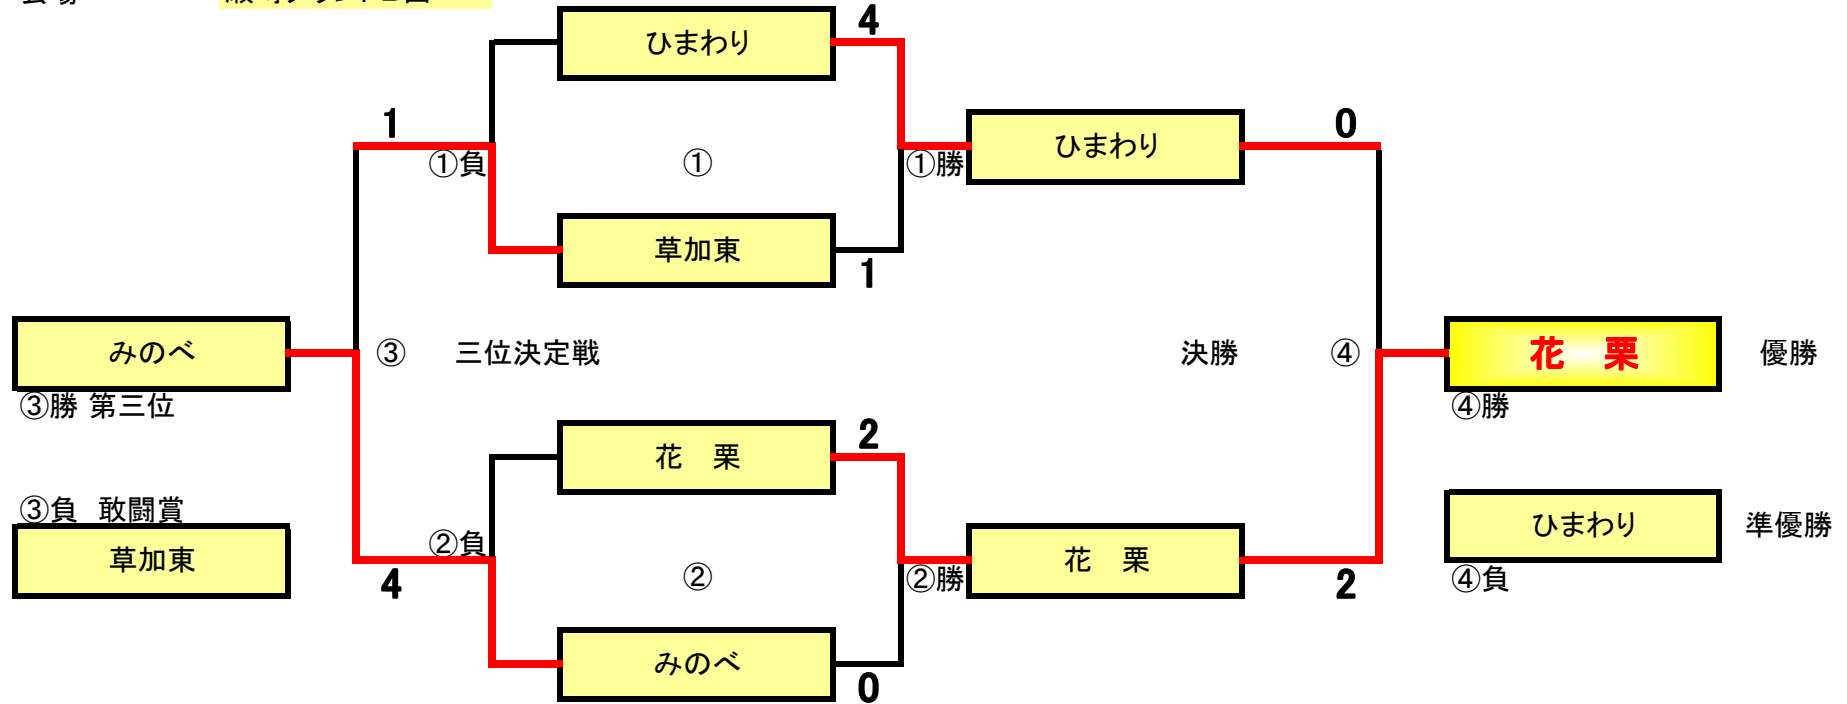 ひまわり
4
1
①負
①
①勝
ひまわり
0
草加東
1
みのべ
③
三位決定戦
決勝
④
花　栗
優勝
③勝 第三位
④勝
花　栗
2
③負　敢闘賞
草加東
②負
4
②
②勝
花　栗
2
ひまわり
準優勝
④負
みのべ
0